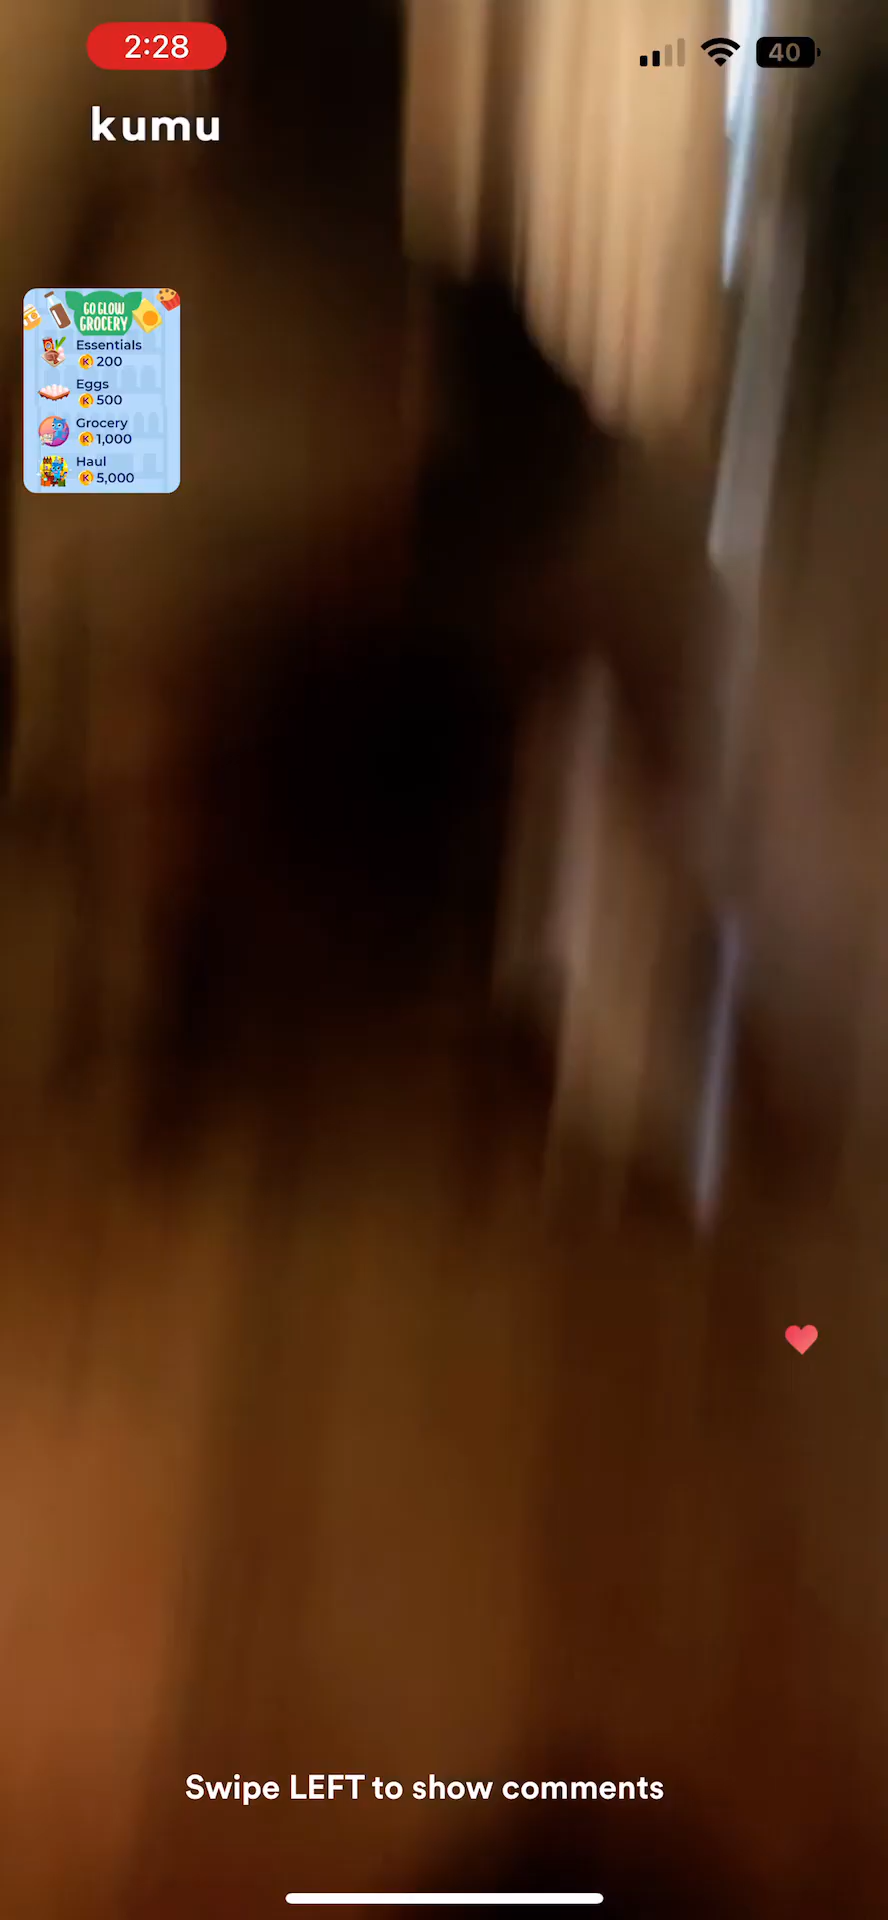 2:28
40
kumu
GO GLOW
GROCERY
Essentials
K 200
Eggs
K 500
Grocery
K 1,000
Haul
K 5,000
Swipe LEFT to show comments